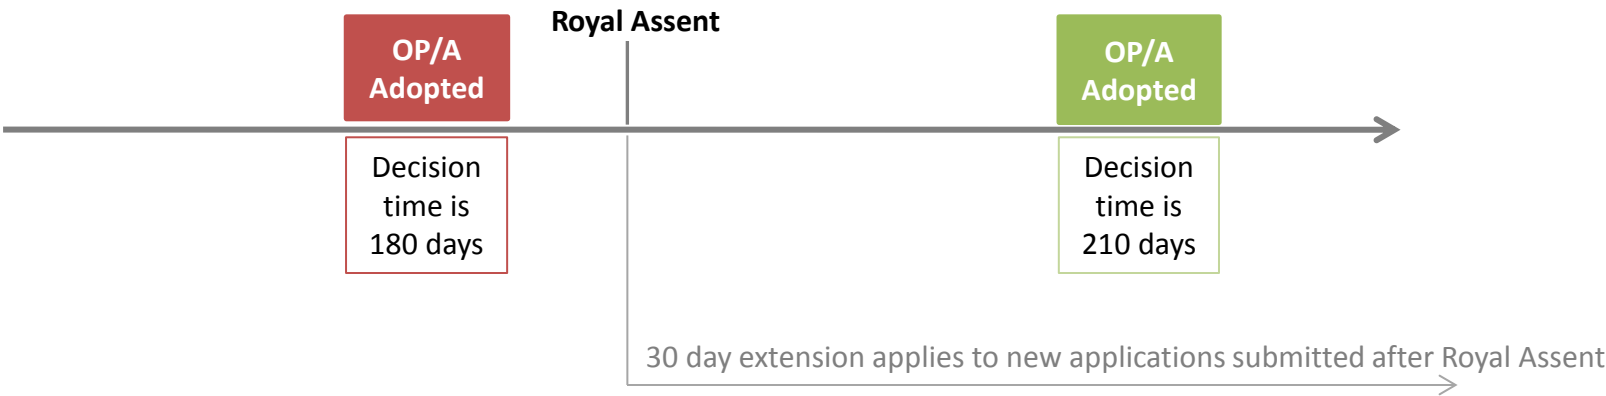 Royal Assent
OP/A
Adopted
OP/A
Adopted
Decision
time is
180 days
Decision
time is
210 days
30 day extension applies to new applications submitted after Royal Assent